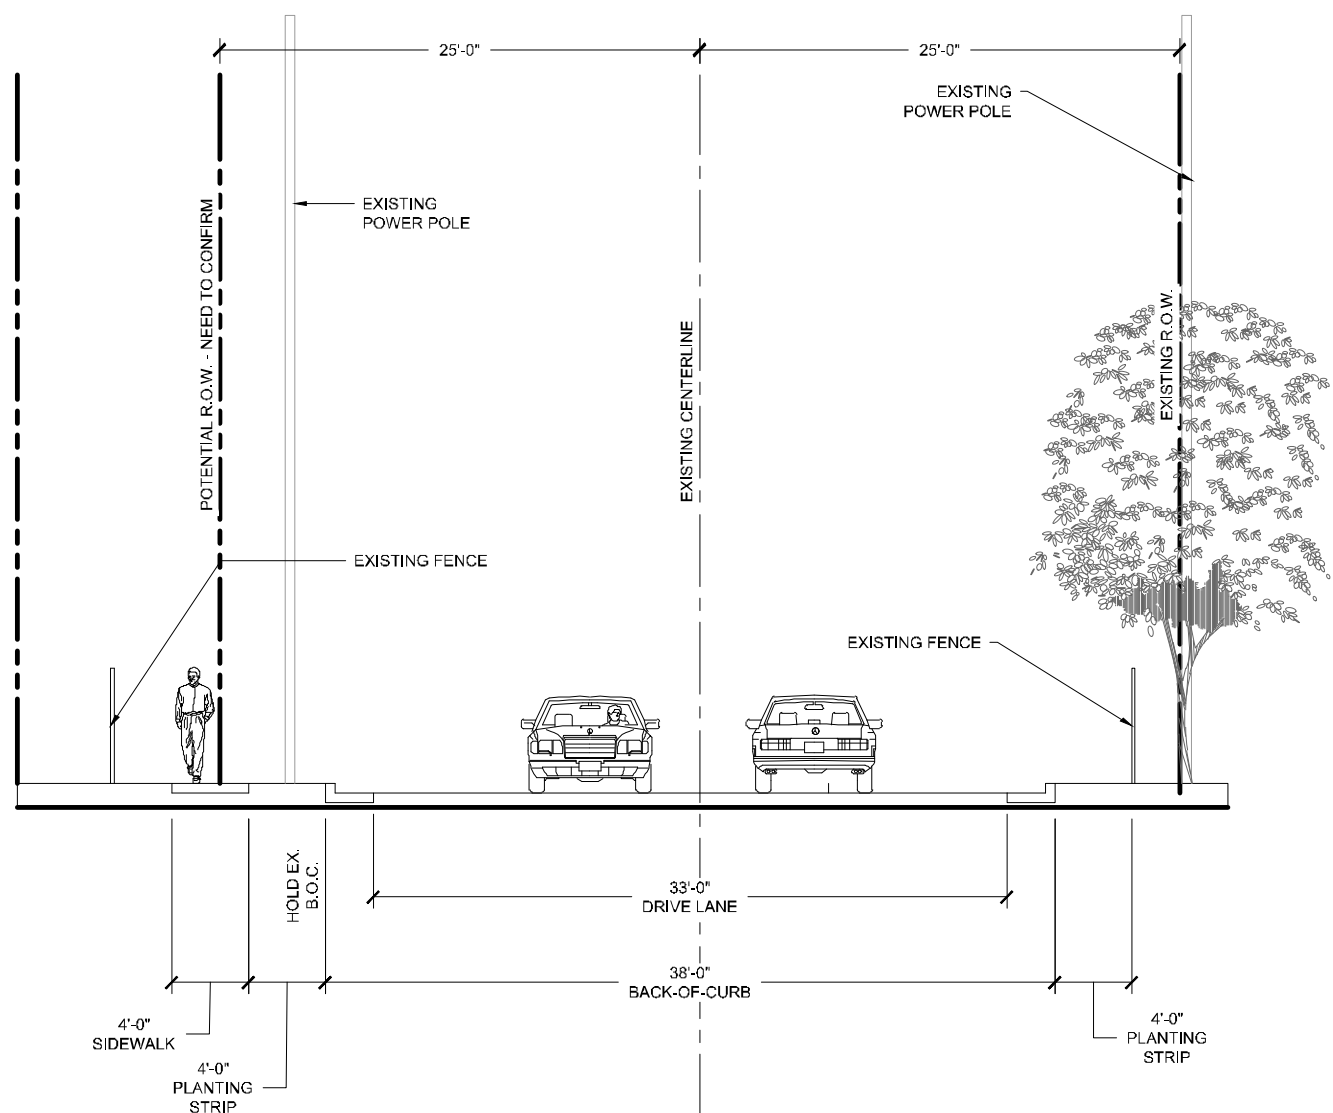 25'-0"
25'-0"
EXISTING
POWER POLE
EXISTING
POWER POLE
POTENTIAL R.O.W. - NEED TO CONFIRM
EXISTING CENTERLINE
EXISTING R.O.W.
EXISTING FENCE
EXISTING FENCE
HOLD EX.
B.O.C.
33'-0"
DRIVE LANE
38'-0"
BACK-OF-CURB
4'-0"
SIDEWALK
4'-0"
PLANTING
STRIP
4'-0"
PLANTING
STRIP